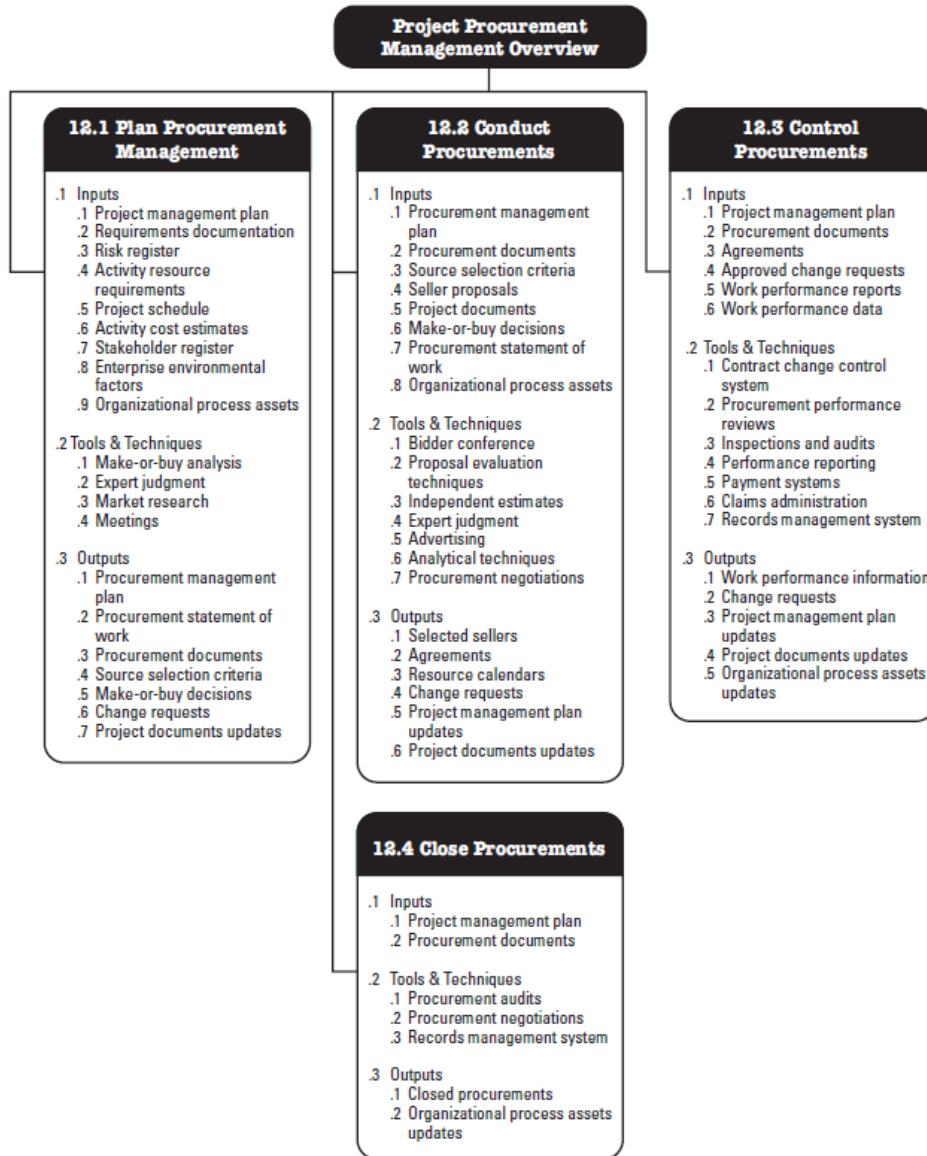 Project Procurement
Management Overview
12.1 Plan Procurement
Management
.1 Inputs
.1 Project management plan
.2 Requirements documentation
.3 Risk register
.4 Activity resource
requirements
.5 Project schedule
.6 Activity cost estimates
.7 Stakeholder register
.8 Enterprise environmental
factors
.9 Organizational process assets
.2 Tools & Techniques
.1 Make-or-buy analysis
.2 Expert judgment
.3 Market research
.4 Meetings
.3 Outputs
.1 Procurement management
plan
.2 Procurement statement of
work
.3 Procurement documents
.4 Source selection criteria
.5 Make-or-buy decisions
.6 Change requests
.7 Project documents updates
12.2 Conduct
Procurements
.1 Inputs
.1 Procurement management
plan
.2 Procurement documents
.3 Source selection criteria
.4 Seller proposals
.5 Project documents
.6 Make-or-buy decisions
.7 Procurement statement of
work
.8 Organizational process assets
.2 Tools & Techniques
.1 Bidder conference
.2 Proposal evaluation
techniques
.3 Independent estimates
.4 Expert judgment
.5 Advertising
.6 Analytical techniques
.7 Procurement negotiations
.3 Outputs
.1 Selected sellers
.2 Agreements
.3 Resource calendars
.4 Change requests
.5 Project management plan
updates
.6 Project documents updates
12.3 Control
Procurements
.1 Inputs
.1 Project management plan
.2 Procurement documents
.3 Agreements
.4 Approved change requests
.5 Work performance reports
.6 Work performance data
.2 Tools & Techniques
.1 Contract change control
system
.2 Procurement performance
reviews
.3 Inspections and audits
.4 Performance reporting
.5 Payment systems
.6 Claims administration
.7 Records management system
.3 Outputs
.1 Work performance information
.2 Change requests
.3 Project management plan
updates
.4 Project documents updates
.5 Organizational process assets
updates
12.4 Close Procurements
.1 Inputs
.1 Project management plan
.2 Procurement documents
.2 Tools & Techniques
.1 Procurement audits
.2 Procurement negotiations
.3 Records management system
.3 Outputs
.1 Closed procurements
.2 Organizational process assets
updates